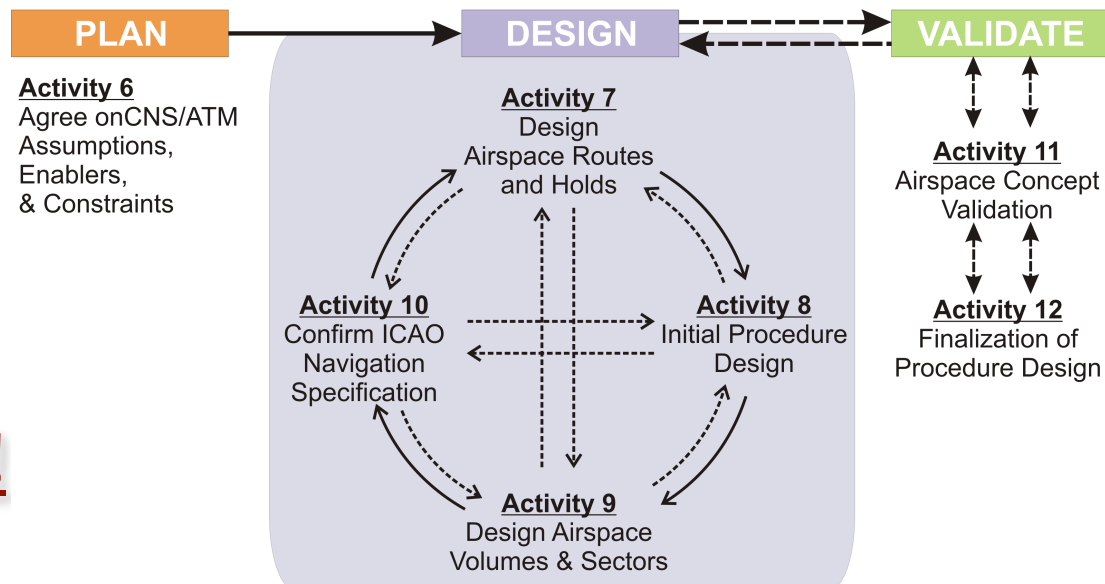 PLAN
DESIGN
VALIDATE
Activity 6
Agree onCNS/ATM
Assumptions,
Enablers,
& Constraints
Activity 7
Design
Airspace Routes
and Holds
Activity 10
Confirm ICAO
Navigation
Specification
Activity 8
Initial Procedure
Design
Activity 9
Design Airspace
Volumes & Sectors
Activity 11
Airspace Concept
Validation
Activity 12
Finalization of
Procedure Design